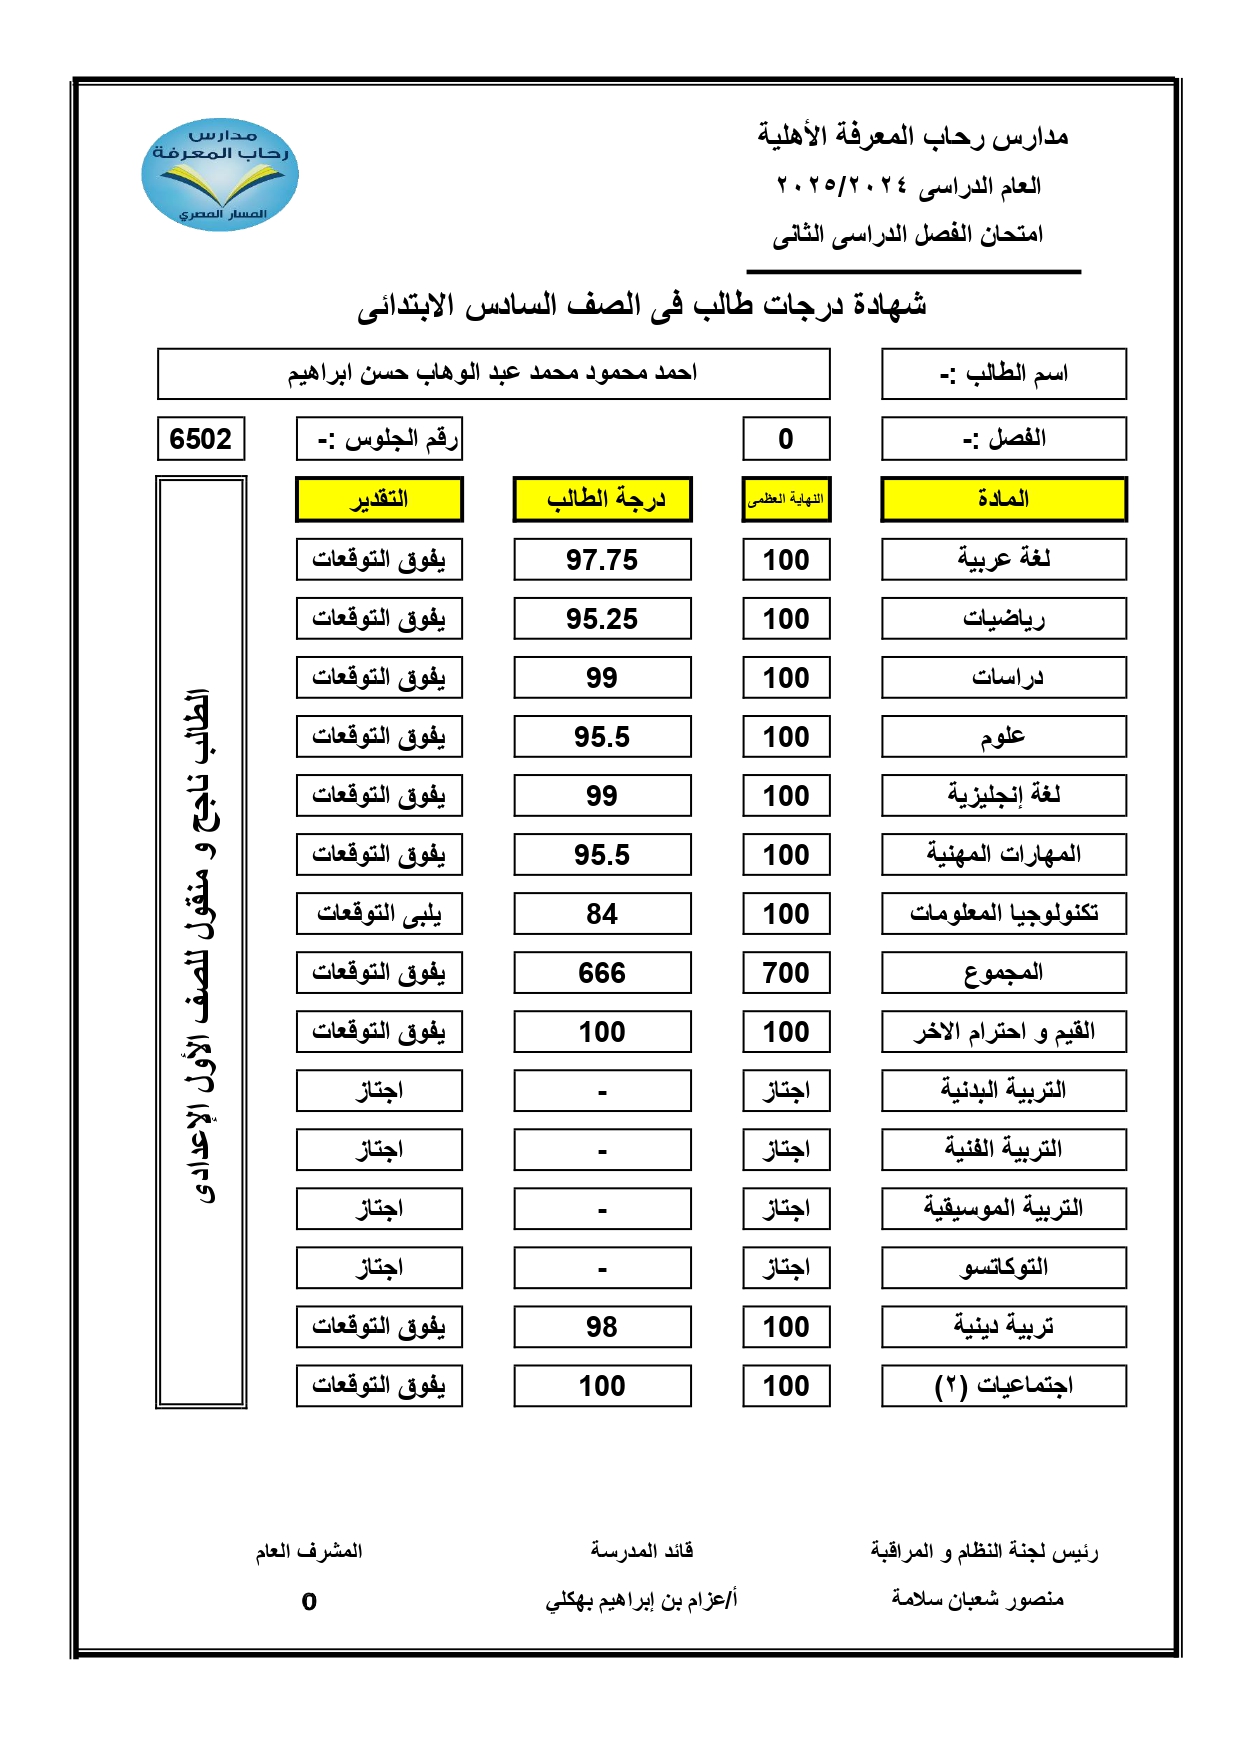 مدارس رحاب المعرفة الأهلية
العام الدراسى ٢٠٢٥/٢٠٢٤
امتحان الفصل الدراسى الثانى
مدارس
رحاب المعرفة
المسار المصري
شهادة درجات طالب فى الصف السادس الابتدائى
اسم الطالب :- احمد محمود محمد عبد الوهاب حسن ابراهيم
الفصل :- 0 رقم الجلوس :- 6502
المادة النهاية العظمى درجة الطالب التقدير
لغة عربية 100 97.75 يفوق التوقعات
رياضيات 100 95.25 يفوق التوقعات
دراسات 100 99 يفوق التوقعات
علوم 100 95.5 يفوق التوقعات
لغة إنجليزية 100 99 يفوق التوقعات
المهارات المهنية 100 95.5 يفوق التوقعات
تكنولوجيا المعلومات 100 84 يلبى التوقعات
المجموع 700 666 يفوق التوقعات
القيم و احترام الاخر 100 100 يفوق التوقعات
التربية البدنية اجتاز - اجتاز
التربية الفنية اجتاز - اجتاز
التربية الموسيقية اجتاز - اجتاز
التوكاتسو اجتاز - اجتاز
تربية دينية 100 98 يفوق التوقعات
اجتماعيات (٢) 100 100 يفوق التوقعات
الطالب ناجح و منقول للصف الأول الإعدادى
رئيس لجنة النظام و المراقبة قائد المدرسة المشرف العام
منصور شعبان سلامة أ/عزام بن إبراهيم بهكلي 0